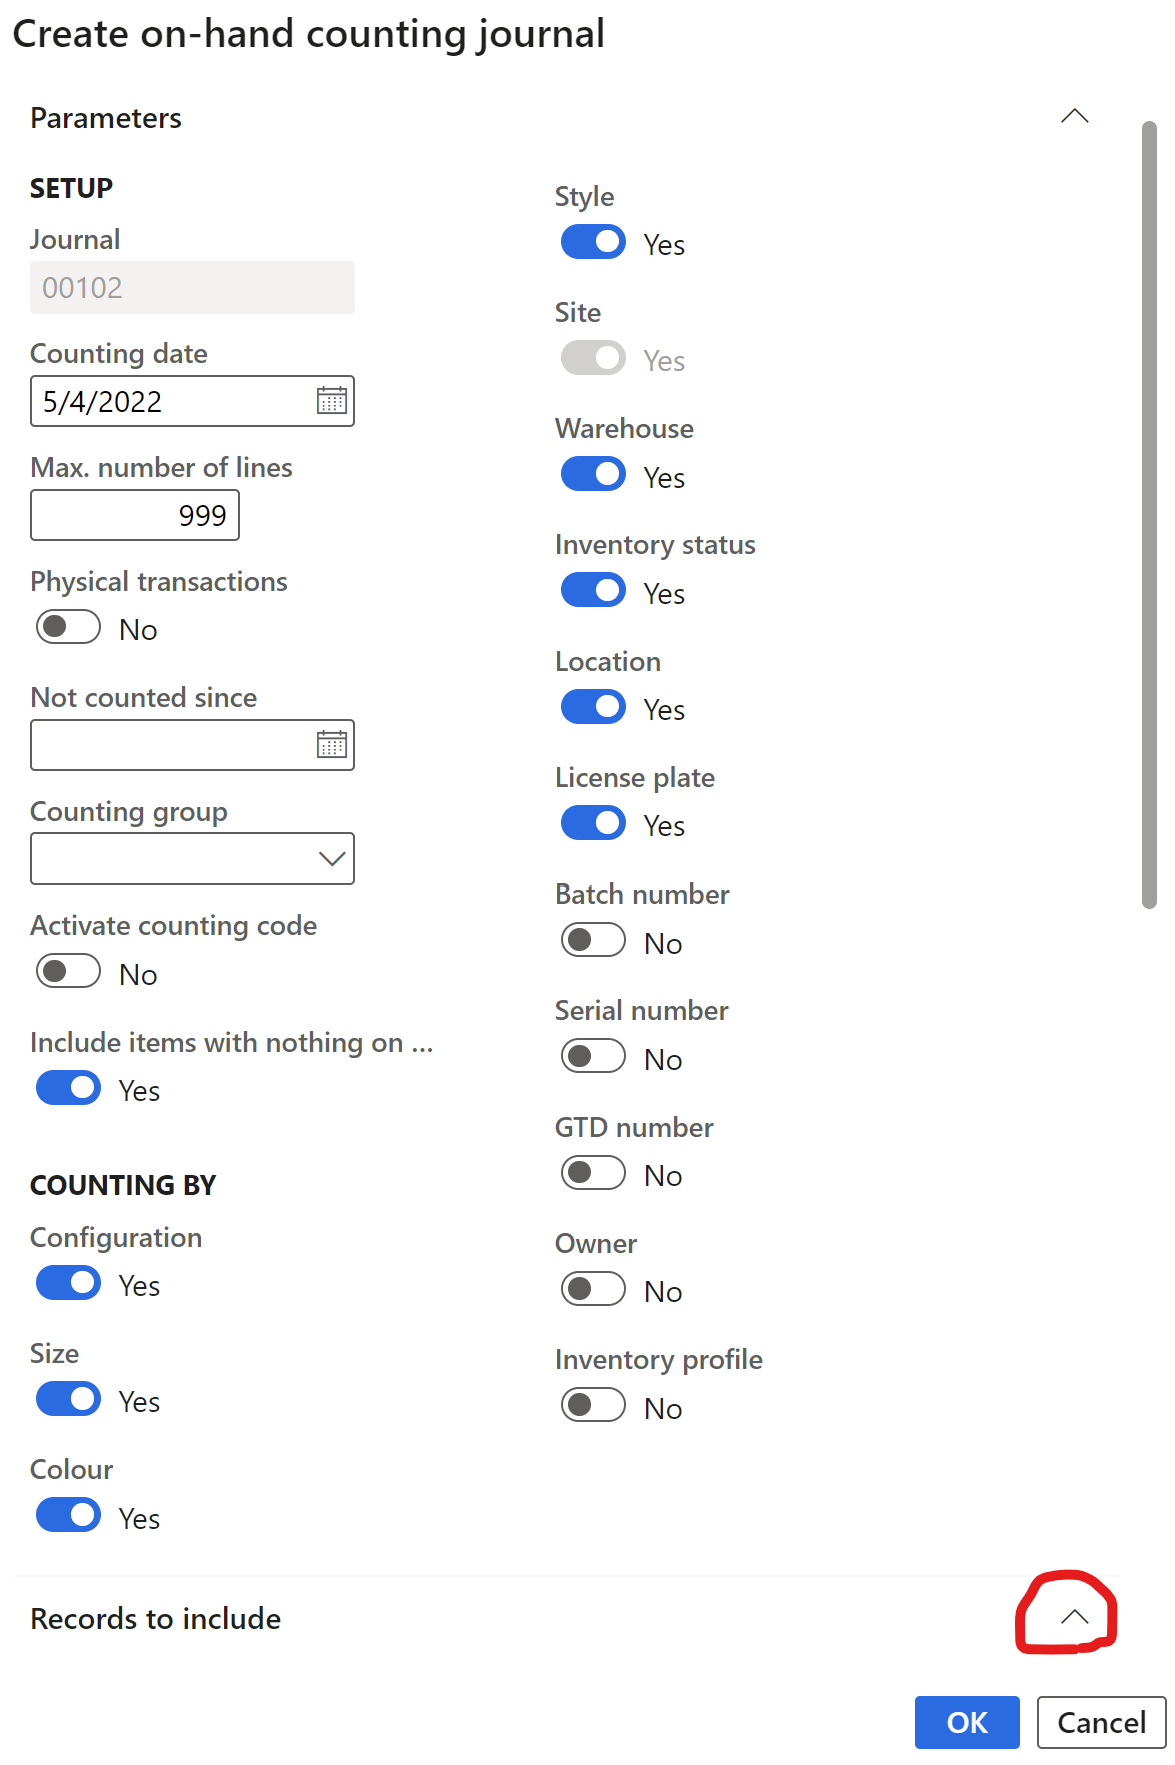 Create on-hand counting journal
Parameters
SETUP
Journal
00102
Counting date
5/4/2022
Max. number of lines
999
Physical transactions
No
Not counted since
Counting group
Activate counting code
No
Include items with nothing on ...
Yes
COUNTING BY
Configuration
Yes
Size
Yes
Colour
Yes
Style
Yes
Site
Yes
Warehouse
Yes
Inventory status
Yes
Location
Yes
License plate
Yes
Batch number
No
Serial number
No
GTD number
No
Owner
No
Inventory profile
No
Records to include
OK
Cancel